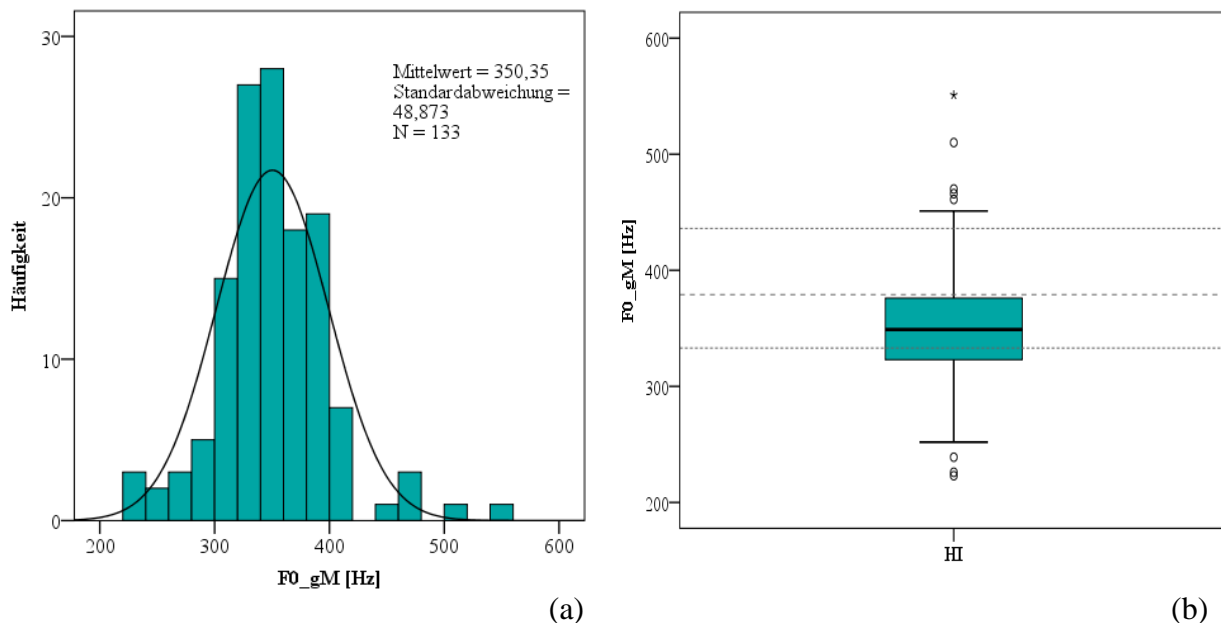 30
20
10
0
Häufigkeit
Mittelwert = 350,35
Standardabweichung =
48,873
N = 133
200 300 400 500 600
F0_gM [Hz]
(a)
600
500
400
300
200
F0_gM [Hz]
HI
(b)